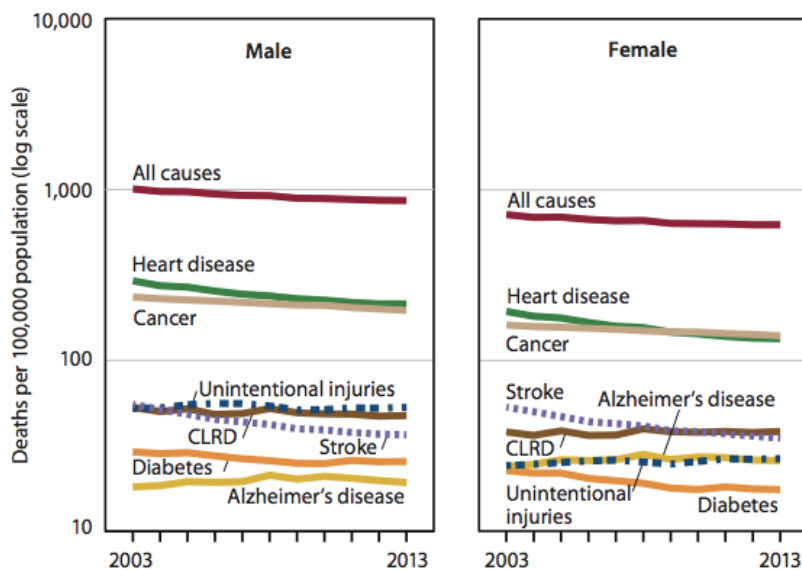 Deaths per 100,000 population (log scale)
10,000
1,000
100
10
Male
All causes
Heart disease
Cancer
Unintentional injuries
CLRD
Stroke
Diabetes
Alzheimer's disease
2003
2013
Female
All causes
Heart disease
Cancer
Stroke
Alzheimer's disease
CLRD
Unintentional
injuries
Diabetes
2003
2013